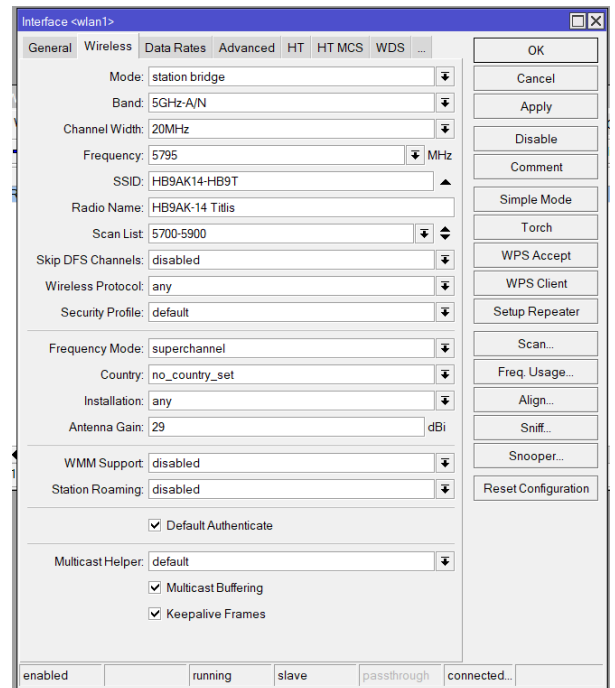 Interface <wlan1>
General Wireless Data Rates Advanced HT HT MCS WDS ...
OK
Cancel
Apply
Disable
Comment
Simple Mode
Torch
WPS Accept
WPS Client
Setup Repeater
Scan...
Freq. Usage...
Align...
Sniff...
Snooper...
Reset Configuration
Mode: station bridge
Band: 5GHz-A/N
Channel Width: 20MHz
Frequency: 5795 MHz
SSID: HB9AK14-HB9T
Radio Name: HB9AK-14 Titlis
Scan List: 5700-5900
Skip DFS Channels: disabled
Wireless Protocol: any
Security Profile: default
Frequency Mode: superchannel
Country: no_country_set
Installation: any
Antenna Gain: 29 dBi
WMM Support: disabled
Station Roaming: disabled
Default Authenticate
Multicast Helper: default
Multicast Buffering
Keepalive Frames
enabled running slave passthrough connected...